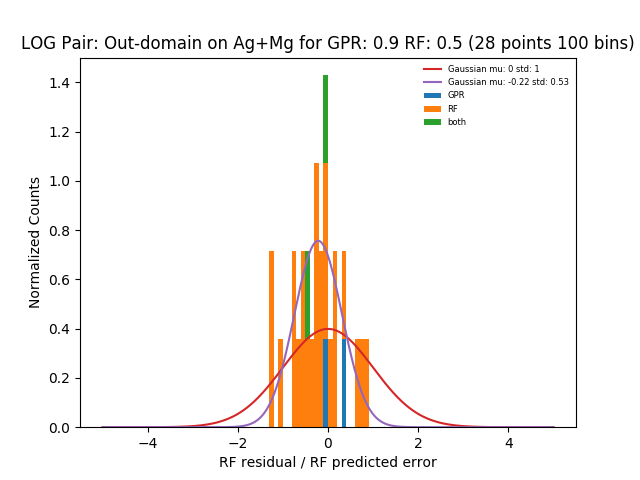 LOG Pair: Out-domain on Ag+Mg for GPR: 0.9 RF: 0.5 (28 points 100 bins)
Gaussian mu: 0 std: 1
Gaussian mu: -0.22 std: 0.53
GPR
RF
both
Normalized Counts
1.4
1.2
1.0
0.8
0.6
0.4
0.2
0.0
−4 −2 0 2 4
RF residual / RF predicted error